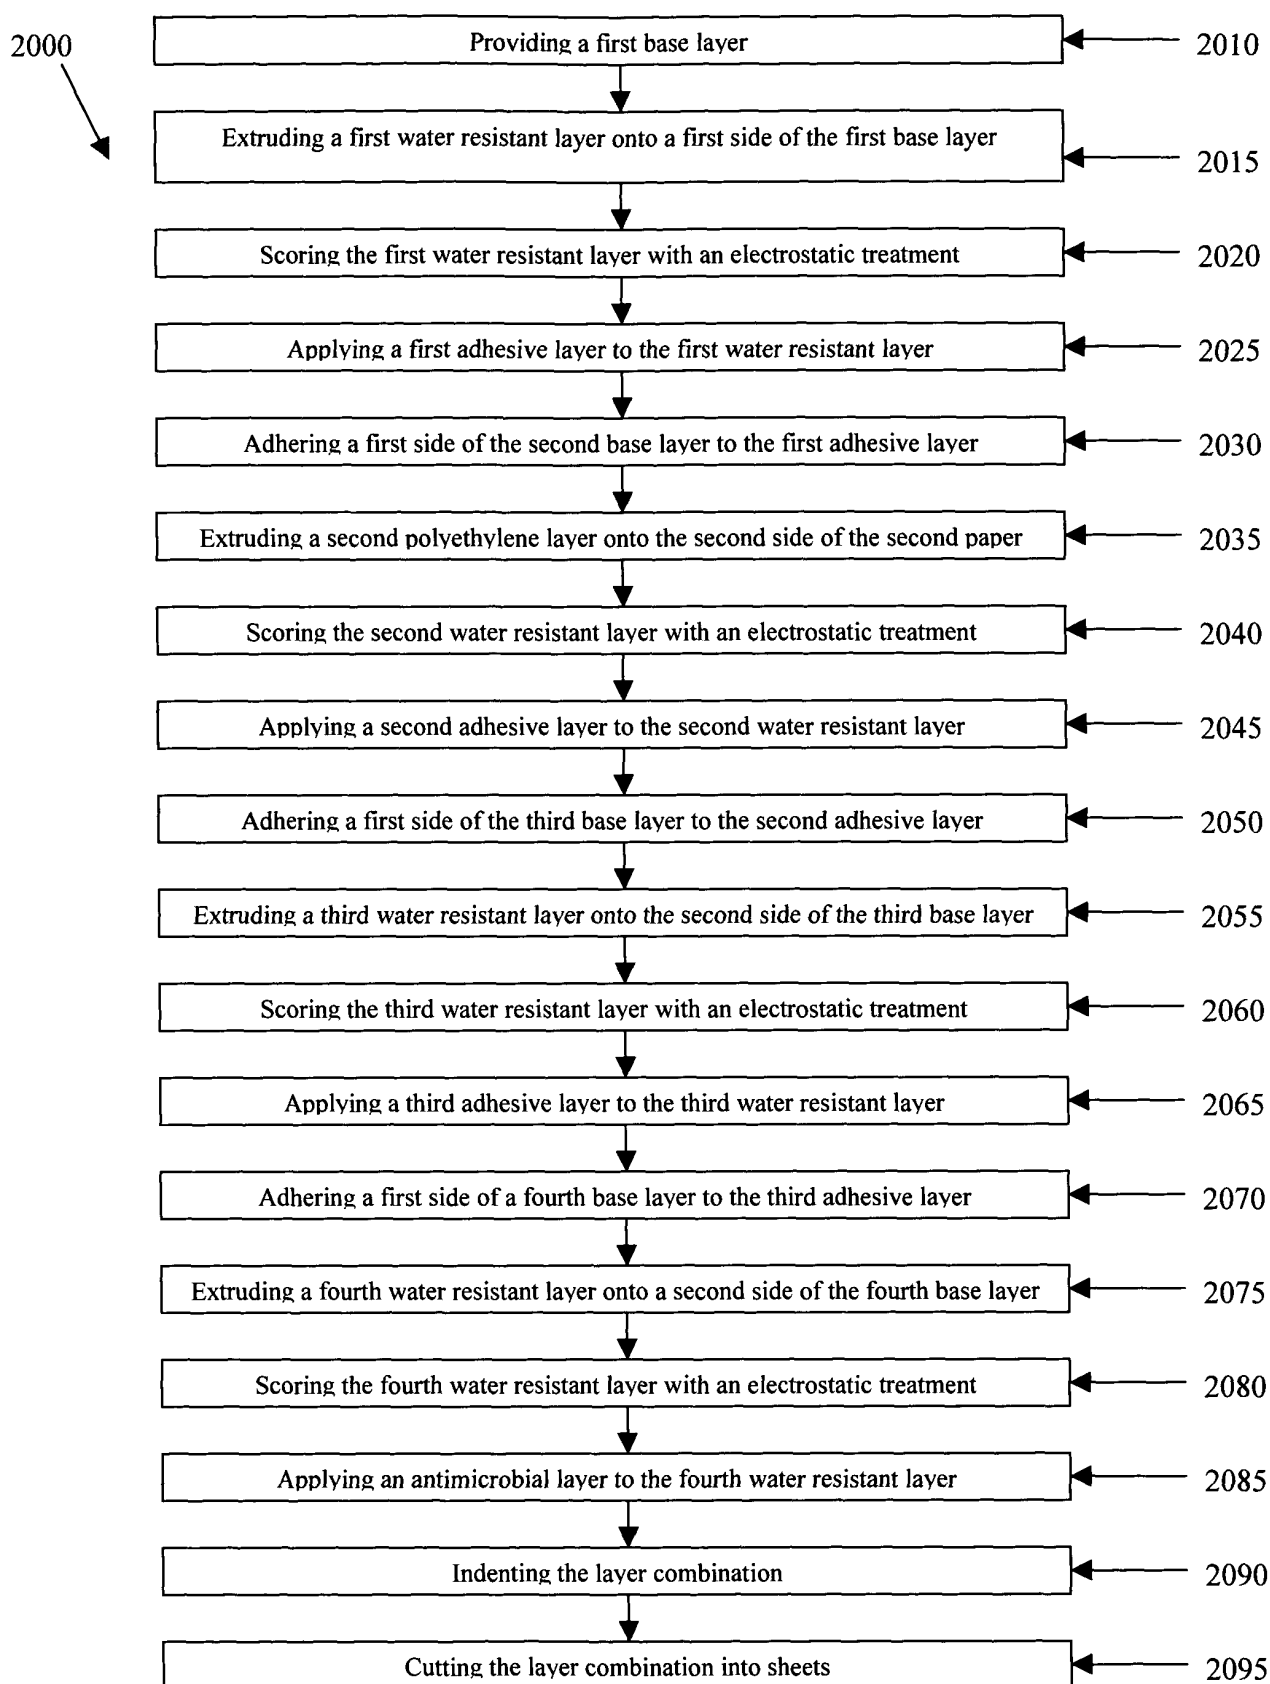 2000
Providing a first base layer 2010
Extruding a first water resistant layer onto a first side of the first base layer 2015
Scoring the first water resistant layer with an electrostatic treatment 2020
Applying a first adhesive layer to the first water resistant layer 2025
Adhering a first side of the second base layer to the first adhesive layer 2030
Extruding a second polyethylene layer onto the second side of the second paper 2035
Scoring the second water resistant layer with an electrostatic treatment 2040
Applying a second adhesive layer to the second water resistant layer 2045
Adhering a first side of the third base layer to the second adhesive layer 2050
Extruding a third water resistant layer onto the second side of the third base layer 2055
Scoring the third water resistant layer with an electrostatic treatment 2060
Applying a third adhesive layer to the third water resistant layer 2065
Adhering a first side of a fourth base layer to the third adhesive layer 2070
Extruding a fourth water resistant layer onto a second side of the fourth base layer 2075
Scoring the fourth water resistant layer with an electrostatic treatment 2080
Applying an antimicrobial layer to the fourth water resistant layer 2085
Indenting the layer combination 2090
Cutting the layer combination into sheets 2095